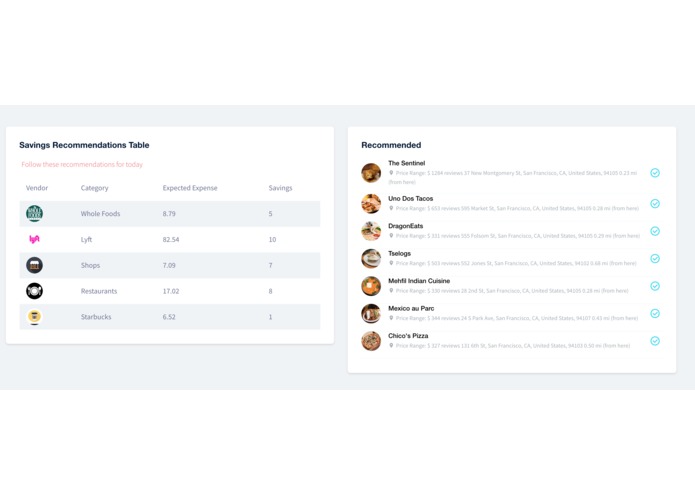 Savings Recommendations Table
Follow these recommendations for today
Vendor Category Expected Expense Savings
WHOLE FOODS Whole Foods 8.79 5
lyft Lyft 82.54 10
Shops 7.09 7
Restaurants 17.02 8
Starbucks 6.52 1
Recommended
The Sentinel
Price Range: $ 1284 reviews 37 New Montgomery St, San Francisco, CA, United States, 94105 0.23 mi
(from here)
Uno Dos Tacos
Price Range: $ 653 reviews 595 Market St, San Francisco, CA, United States, 94105 0.28 mi (from here)
DragonEats
Price Range: $ 351 reviews 555 Folsom St, San Francisco, CA, United States, 94105 0.29 mi (from here)
Tselogs
Price Range: $ 503 reviews 552 Jones St, San Francisco, CA, United States, 94102 0.68 mi (from here)
Mehfil Indian Cuisine
Price Range: $ 330 reviews 28 2nd St, San Francisco, CA, United States, 94105 0.28 mi (from here)
Mexico au Parc
Price Range: $ 384 reviews 24 S Park Ave, San Francisco, CA, United States, 94107 0.43 mi (from here)
Chico's Pizza
Price Range: $ 327 reviews 131 6th St, San Francisco, CA, United States, 94103 0.50 mi (from here)